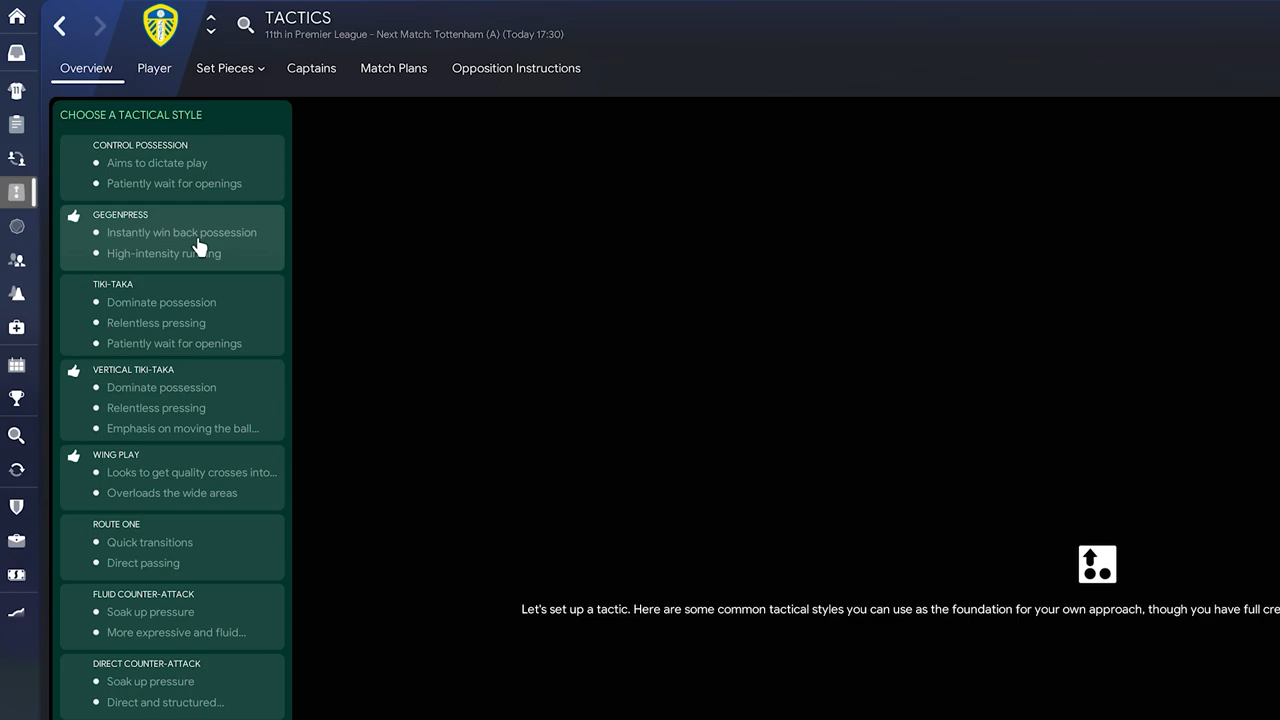 TACTICS
11th in Premier League - Next Match: Tottenham (A) (Today 17:30)
Overview
Player
Set Pieces
Captains
Match Plans
Opposition Instructions
CHOOSE A TACTICAL STYLE
CONTROL POSSESSION
Aims to dictate play
Patiently wait for openings
GEGENPRESS
Instantly win back possession
High-intensity running
TIKI-TAKA
Dominate possession
Relentless pressing
Patiently wait for openings
VERTICAL TIKI-TAKA
Dominate possession
Relentless pressing
Emphasis on moving the ball...
WING PLAY
Looks to get quality crosses into...
Overloads the wide areas
ROUTE ONE
Quick transitions
Direct passing
FLUID COUNTER-ATTACK
Soak up pressure
More expressive and fluid...
DIRECT COUNTER-ATTACK
Soak up pressure
Direct and structured...
Let's set up a tactic. Here are some common tactical styles you can use as the foundation for your own approach, though you have full cre